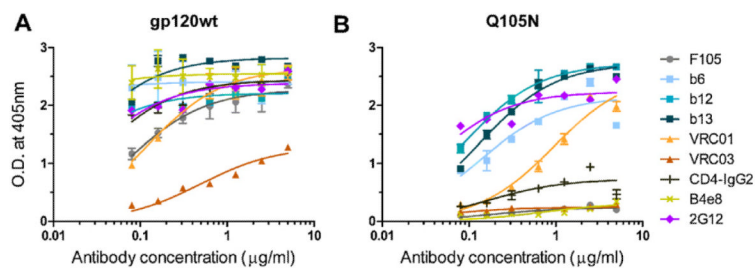 A
gp120wt
B
Q105N
O.D. at 405nm
3
2
1
0
0.01
0.1
1
10
Antibody concentration (μg/ml)
3
2
1
0
0.01
0.1
1
10
Antibody concentration (μg/ml)
F105
b6
b12
b13
VRC01
VRC03
CD4-IgG2
B4e8
2G12